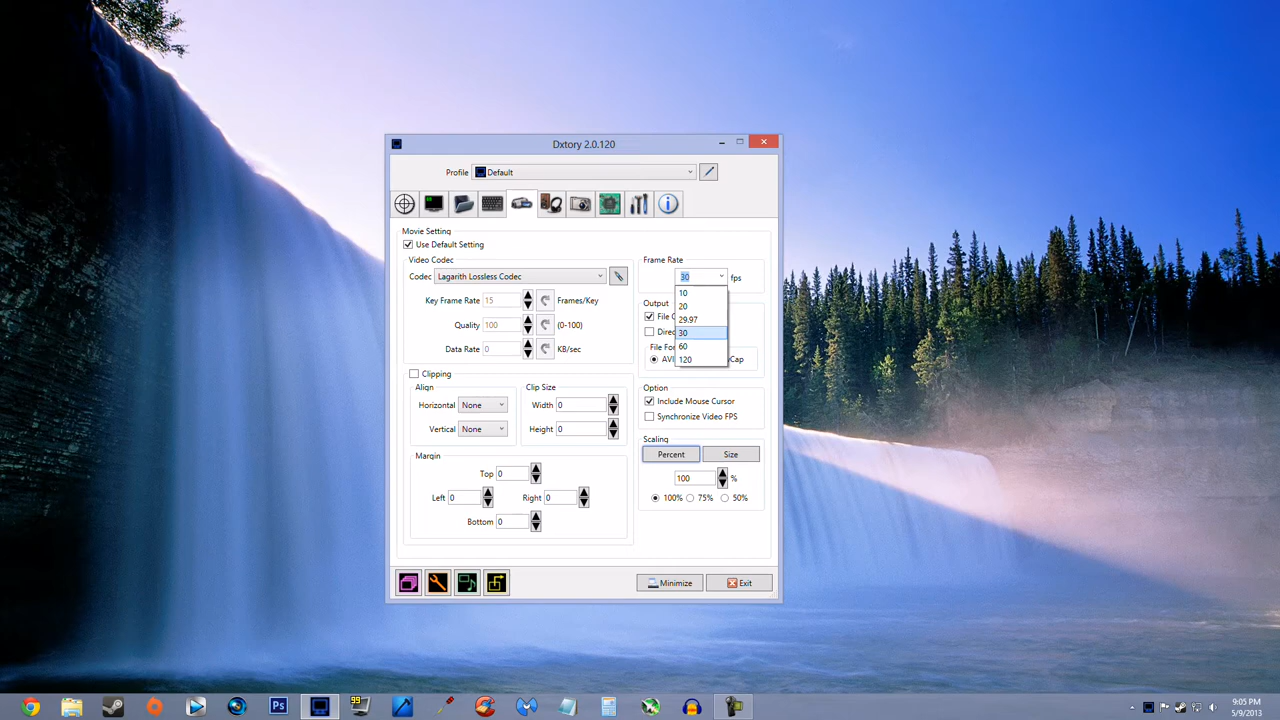 Dxtory 2.0.120
Profile Default
Movie Setting
Use Default Setting
Video Codec
Codec Lagarith Lossless Codec
Key Frame Rate 15 Frames/Key
Quality 100 (0-100)
Data Rate 0 KB/sec
Frame Rate
30 fps
10
20
29.97
30
60
120
Output
File
AVI
Cap
Clipping
Align
Horizontal None
Vertical None
Clip Size
Width 0
Height 0
Margin
Top 0
Left 0 Right 0
Bottom 0
Option
Include Mouse Cursor
Synchronize Video FPS
Scaling
Percent Size
100 %
100% 75% 50%
Minimize Exit
Ps
99
9:05 PM
5/9/2013